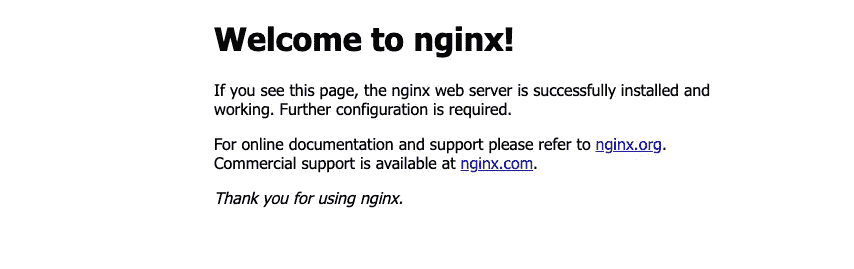 Welcome to nginx!
If you see this page, the nginx web server is successfully installed and
working. Further configuration is required.
For online documentation and support please refer to nginx.org.
Commercial support is available at nginx.com.
Thank you for using nginx.